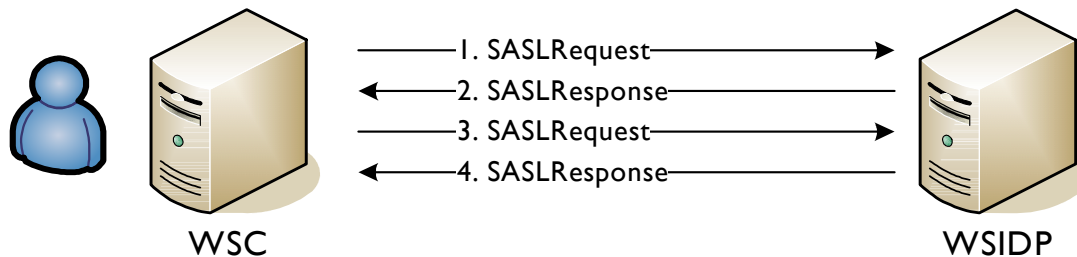 1. SASLRequest
2. SASLResponse
3. SASLRequest
4. SASLResponse
WSC
WSIDP